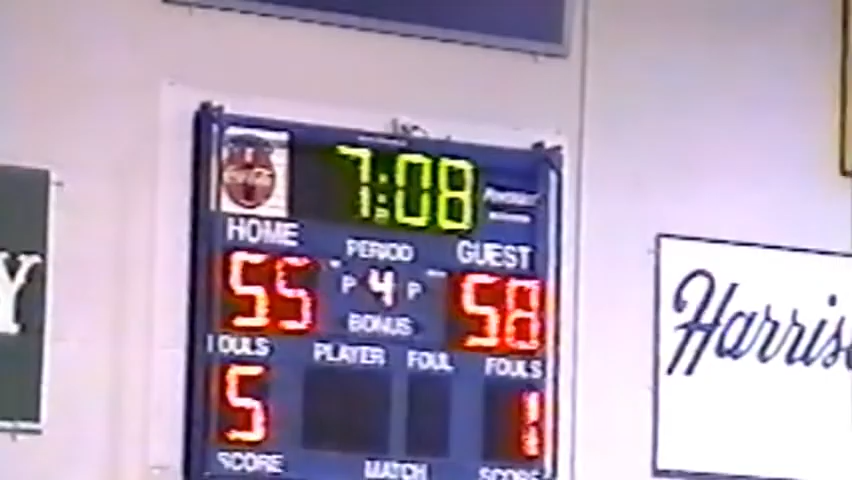 7:08
HOME
PERIOD
GUEST
55
P 4 P
58
BONUS
FOULS
PLAYER
FOUL
FOULS
5
1
SCORE
MATCH
SCORE
Y
Harris